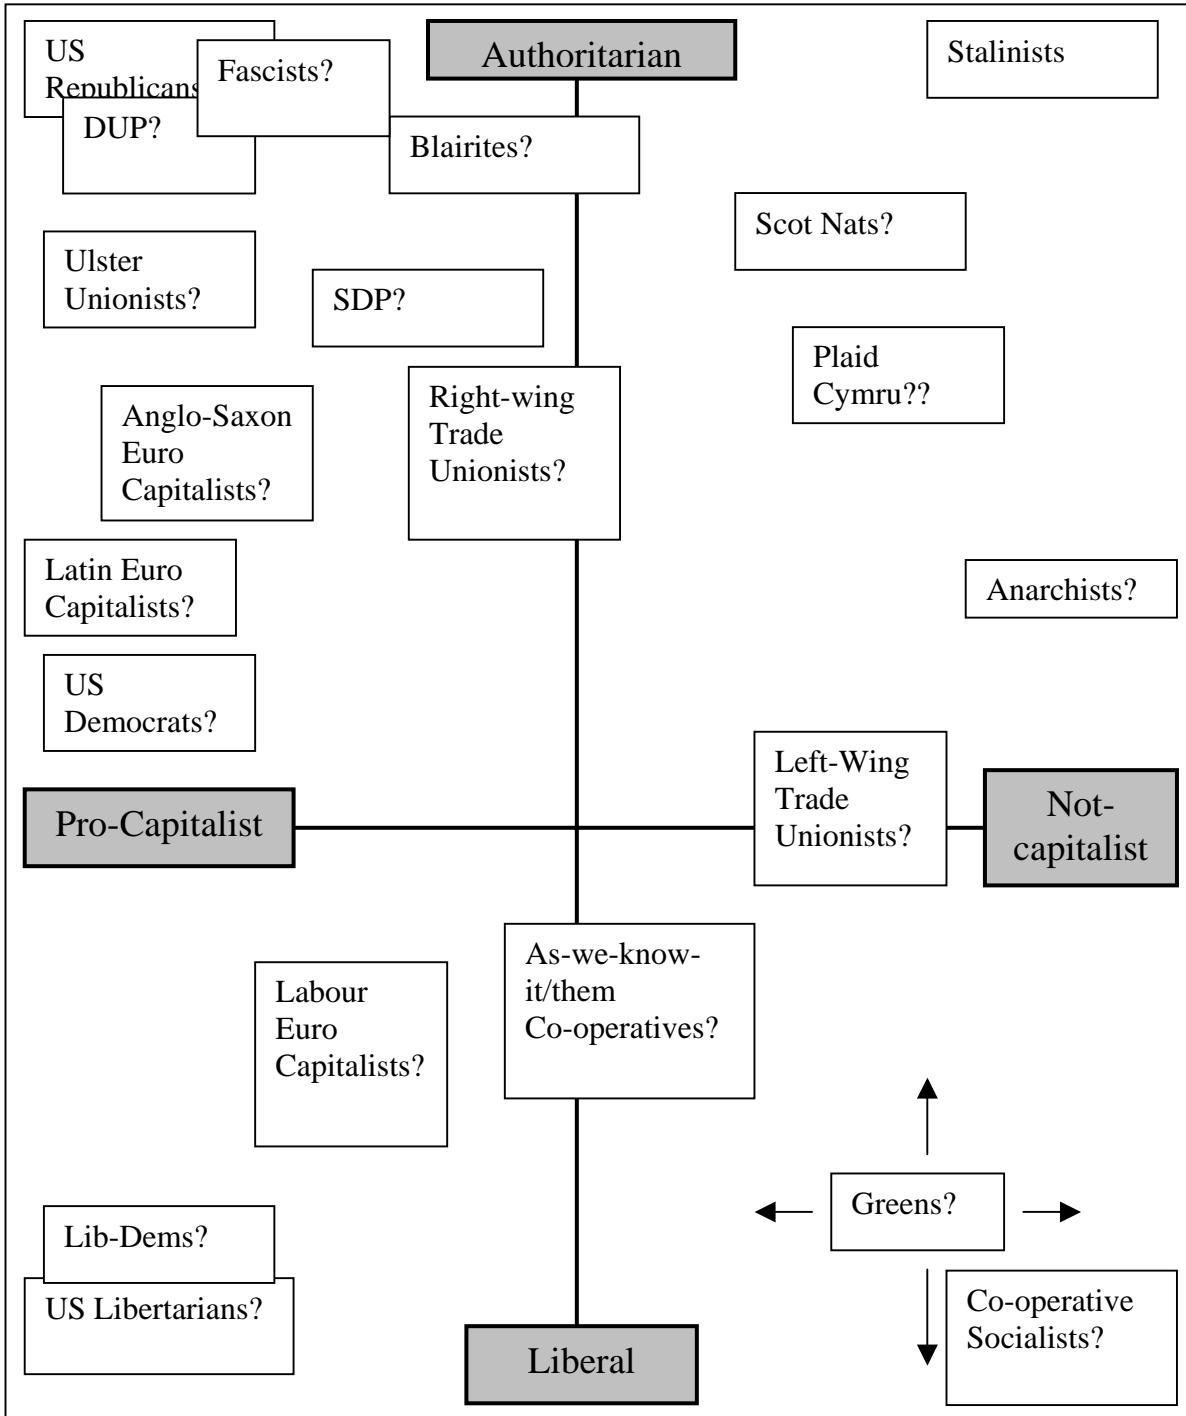 US
Republicans
Fascists?
Authoritarian
Stalinists
DUP?
Blairites?
Scot Nats?
Ulster
Unionists?
SDP?
Plaid
Cymru??
Anglo-Saxon
Euro
Capitalists?
Right-wing
Trade
Unionists?
Latin Euro
Capitalists?
Anarchists?
US
Democrats?
Left-Wing
Trade
Unionists?
Pro-Capitalist
Not-
capitalist
As-we-know-
it/them
Co-operatives?
Labour
Euro
Capitalists?
Greens?
Lib-Dems?
US Libertarians?
Co-operative
Socialists?
Liberal